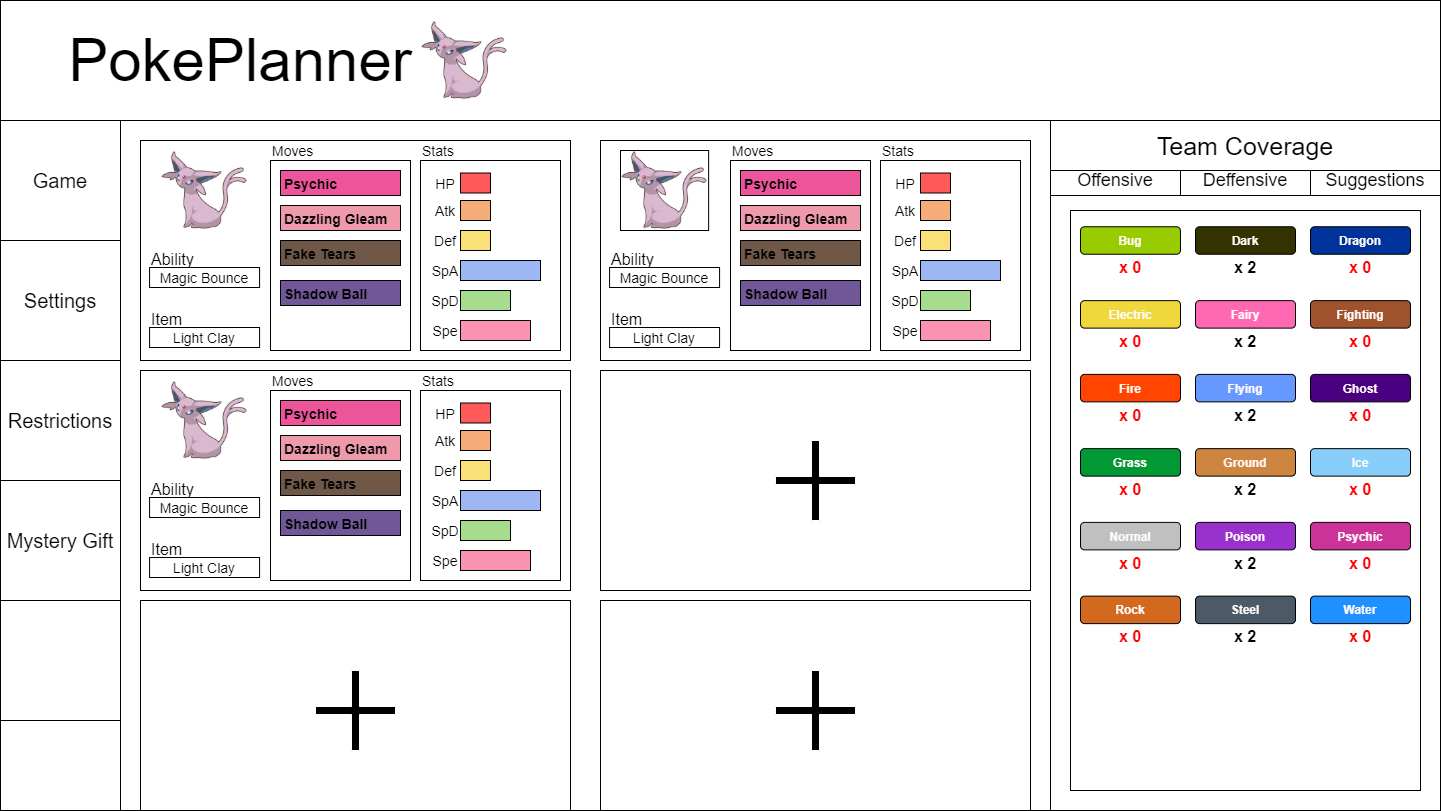 PokePlanner
Game
Settings
Restrictions
Mystery Gift
Moves
Stats
Psychic
Dazzling Gleam
Fake Tears
Shadow Ball
HP
Atk
Def
SpA
SpD
Spe
Ability
Magic Bounce
Item
Light Clay
Moves
Stats
Psychic
Dazzling Gleam
Fake Tears
Shadow Ball
HP
Atk
Def
SpA
SpD
Spe
Ability
Magic Bounce
Item
Light Clay
Moves
Stats
Psychic
Dazzling Gleam
Fake Tears
Shadow Ball
HP
Atk
Def
SpA
SpD
Spe
Ability
Magic Bounce
Item
Light Clay
Team Coverage
Offensive Deffensive Suggestions
Bug Dark Dragon
x 0 x 2 x 0
Electric Fairy Fighting
x 0 x 2 x 0
Fire Flying Ghost
x 0 x 2 x 0
Grass Ground Ice
x 0 x 2 x 0
Normal Poison Psychic
x 0 x 2 x 0
Rock Steel Water
x 0 x 2 x 0